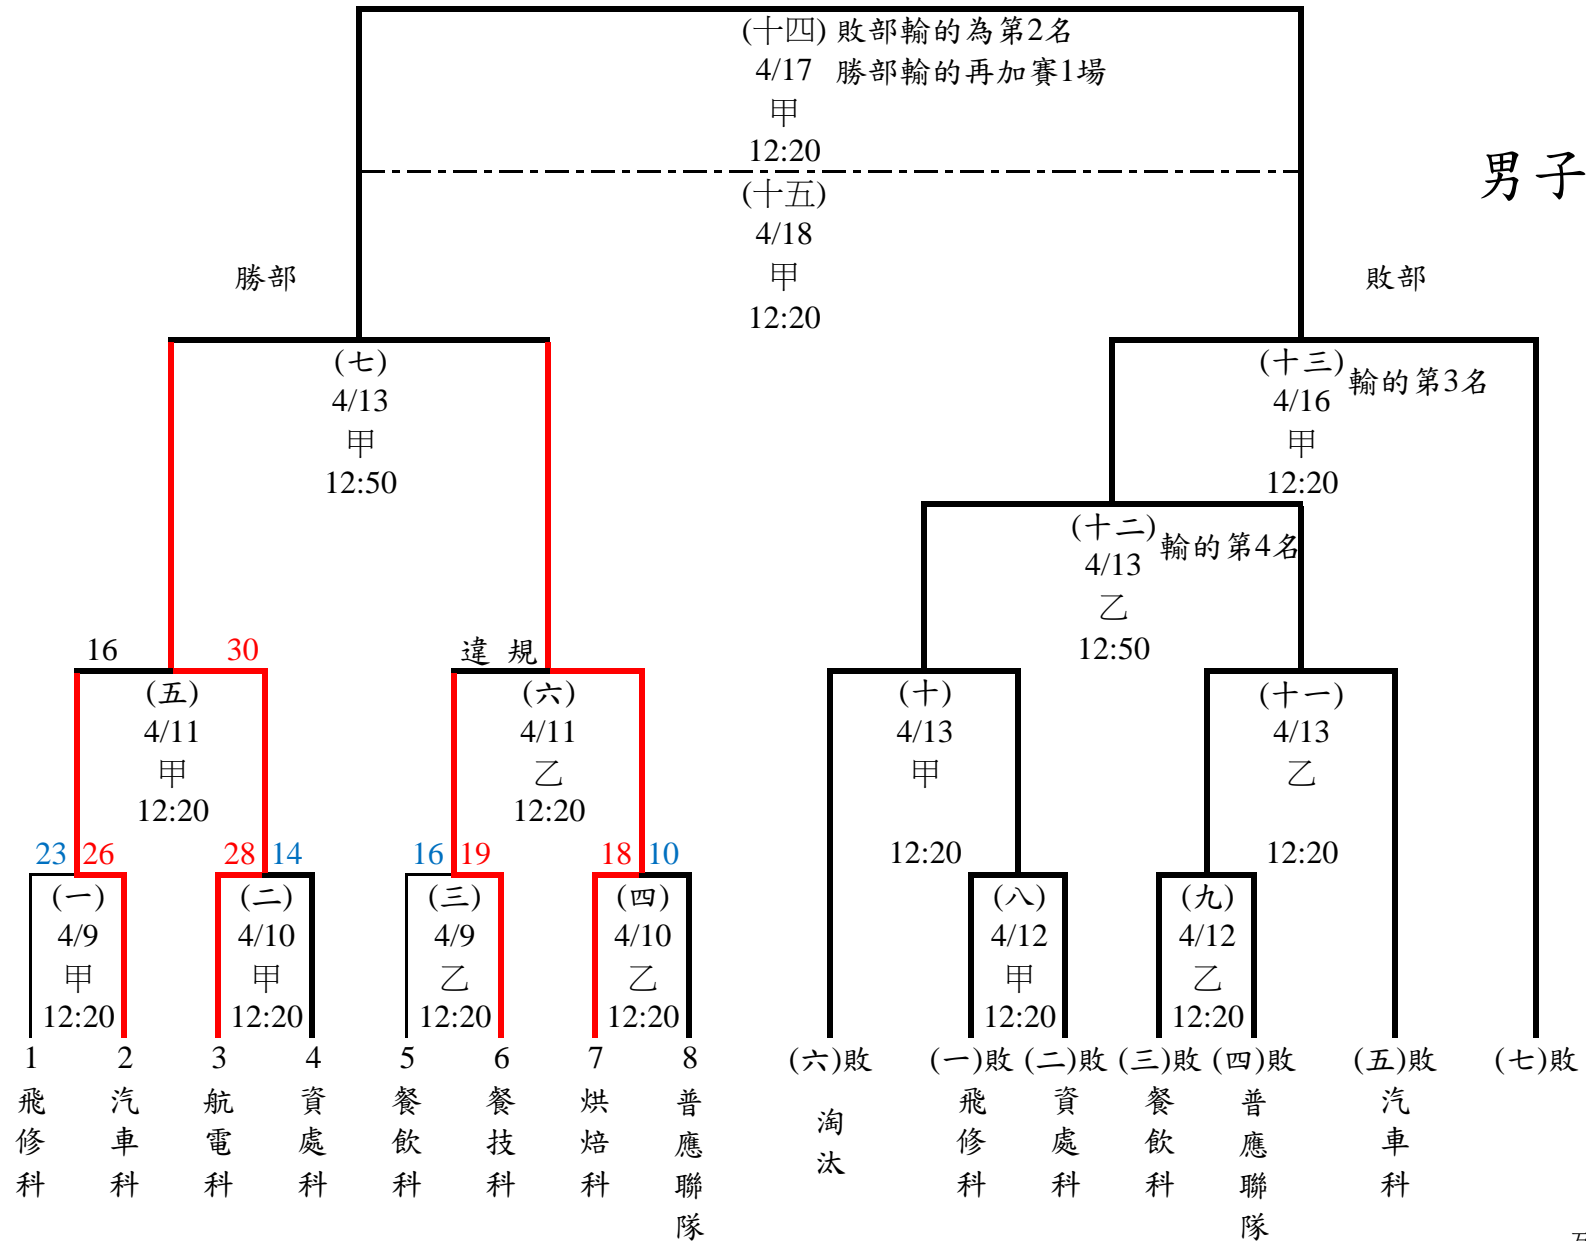 (十四) 敗部輸的為第2名
4/17 勝部輸的再加賽1場
甲
12:20
男子
(十五)
4/18
甲
12:20
勝部
敗部
(七)
4/13
甲
12:50
(十三) 輸的第3名
4/16
甲
12:20
(十二) 輸的第4名
4/13
乙
12:50
16 30
(五)
4/11
甲
12:20
違規
(六)
4/11
乙
12:20
(十)
4/13
甲
12:20
(十一)
4/13
乙
12:20
23 26
(一)
4/9
甲
12:20
28 14
(二)
4/10
甲
12:20
16 19
(三)
4/9
乙
12:20
18 10
(四)
4/10
乙
12:20
(八)
4/12
甲
12:20
(九)
4/12
乙
12:20
1 2 3 4 5 6 7 8
飛修科
汽車科
航電科
資處科
餐飲科
餐技科
烘焙科
普應聯隊
(六)敗 (一)敗 (二)敗 (三)敗 (四)敗 (五)敗 (七)敗
淘汰
飛修科
資處科
餐飲科
普應聯隊
汽車科